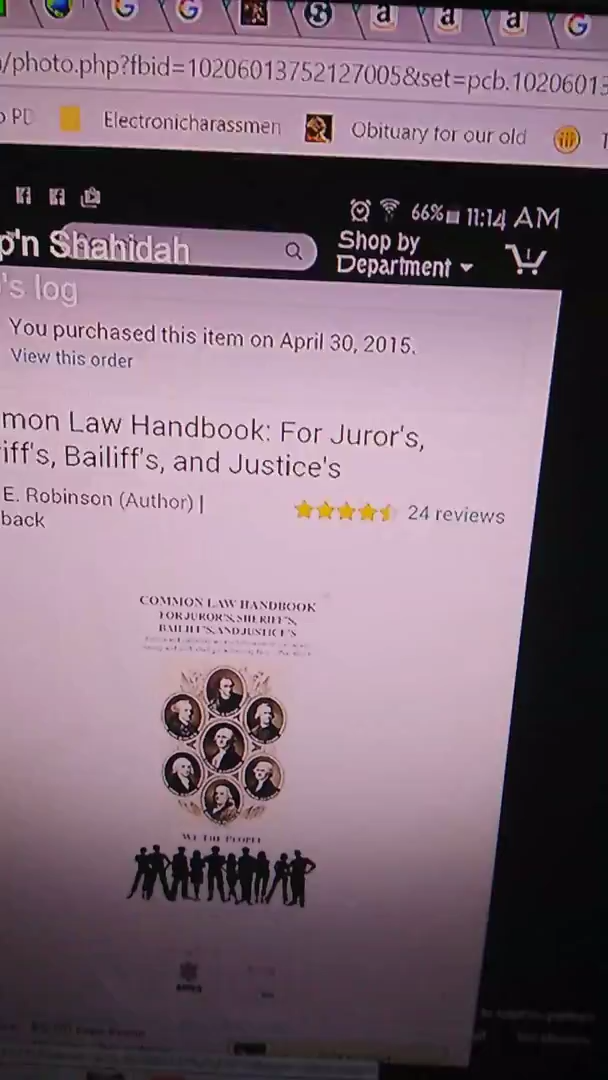 /photo.php?fbid=10206013752127005&set=pcb.1020601
Electronicharassmen
Obituary for our old
66% 11:14 AM
p'n Shahidah
Shop by
Department
's log
You purchased this item on April 30, 2015.
View this order
mon Law Handbook: For Juror's,
iff's, Bailiff's, and Justice's
E. Robinson (Author) |
back
24 reviews
COMMON LAW HANDBOOK
FOR JUROR'S, SHERIFF'S,
BAILIFF'S, AND JUSTICE'S
WE THE PEOPLE